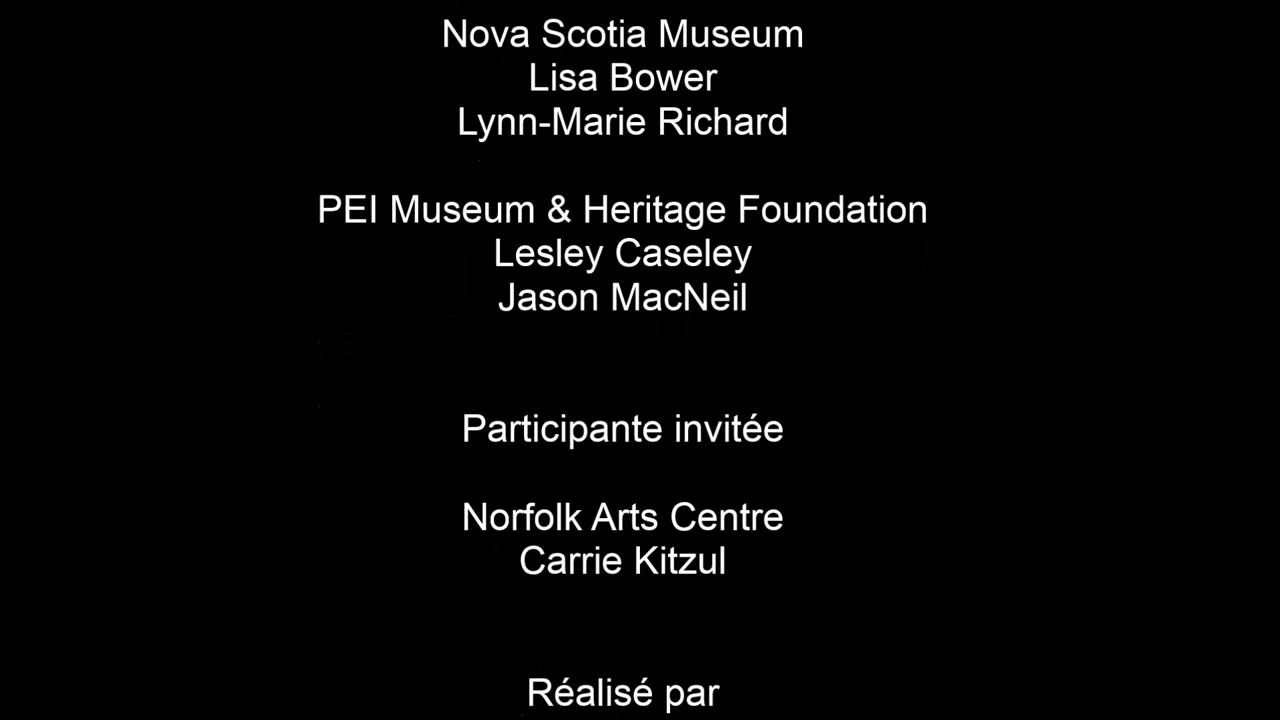 Nova Scotia Museum
Lisa Bower
Lynn-Marie Richard
PEI Museum & Heritage Foundation
Lesley Caseley
Jason MacNeil
Participante invitée
Norfolk Arts Centre
Carrie Kitzul
Réalisé par